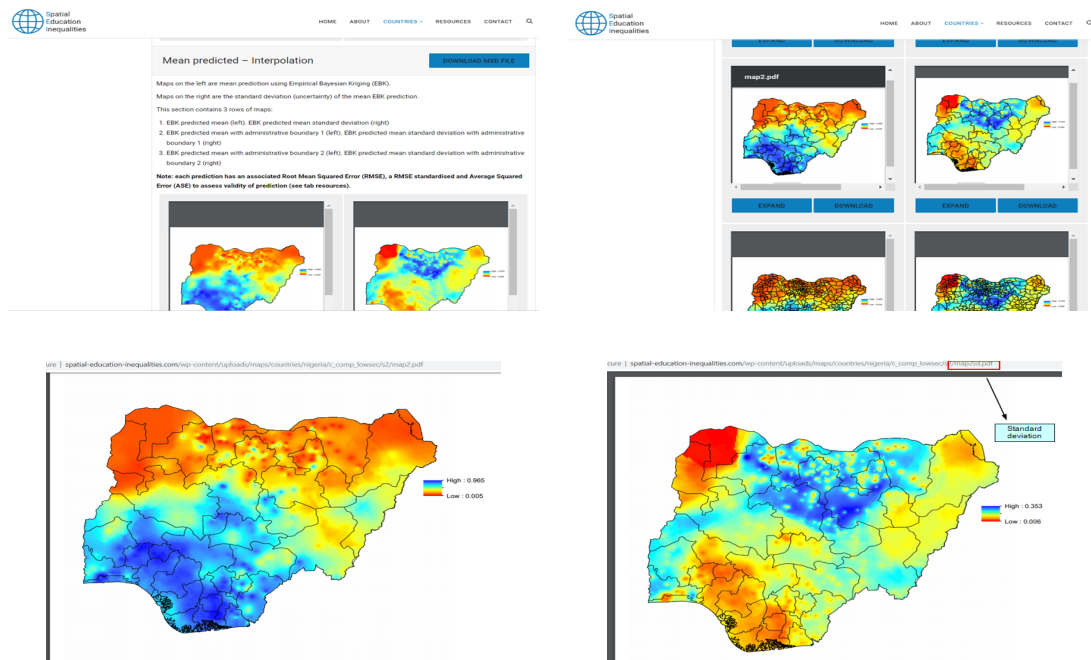 Spatial
Education
Inequalities
HOME ABOUT COUNTRIES RESOURCES CONTACT
Mean predicted – Interpolation
DOWNLOAD MXD FILE
Maps on the left are mean prediction using Empirical Bayesian Kriging (EBK).
Maps on the right are the standard deviation (uncertainty) of the mean EBK prediction.
This section contains 3 rows of maps:
1. EBK predicted mean (left). EBK predicted mean standard deviation (right)
2. EBK predicted mean with administrative boundary 1 (left). EBK predicted mean standard deviation with administrative
boundary 1 (right)
3. EBK predicted mean with administrative boundary 2 (left). EBK predicted mean standard deviation with administrative
boundary 2 (right)
Note: each prediction has an associated Root Mean Squared Error (RMSE), a RMSE standardised and Average Squared
Error (ASE) to assess validity of prediction (see tab resources).
Spatial
Education
Inequalities
HOME ABOUT COUNTRIES RESOURCES CONTACT
EXPAND DOWNLOAD EXPAND DOWNLOAD
map2.pdf
EXPAND DOWNLOAD EXPAND DOWNLOAD
ure | spatial-education-inequalities.com/wp-content/uploads/maps/countries/nigeria/c_comp_lowsec/s2/map2.pdf
High : 0.965
Low : 0.005
cure | spatial-education-inequalities.com/wp-content/uploads/maps/countries/nigeria/c_comp_lowsec/s /map2sd.pdf
Standard
deviation
High : 0.353
Low : 0.006